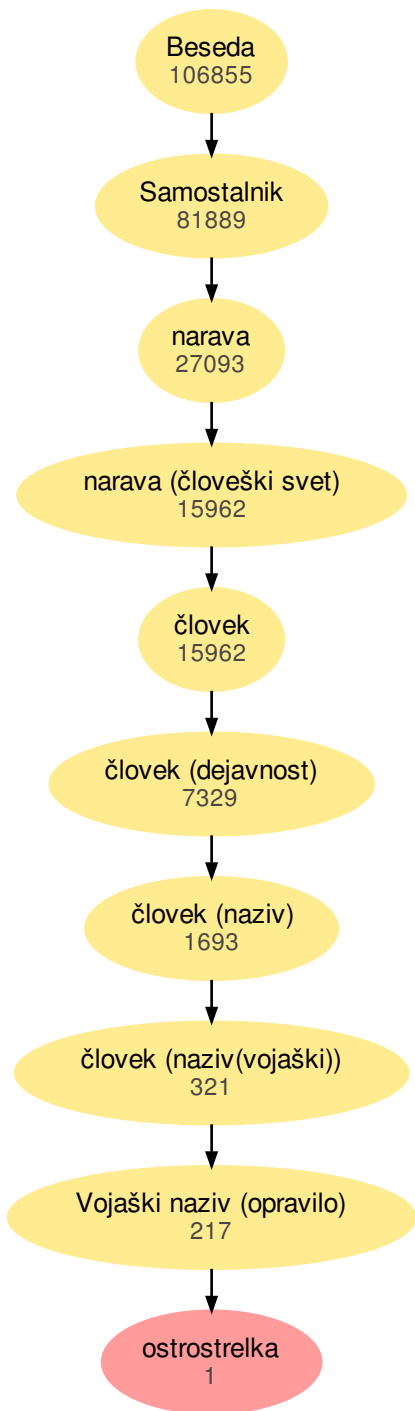 Beseda
106855
Samostalnik
81889
narava
27093
narava (človeški svet)
15962
človek
15962
človek (dejavnost)
7329
človek (naziv)
1693
človek (naziv(vojaški))
321
Vojaški naziv (opravilo)
217
ostrostrelka
1